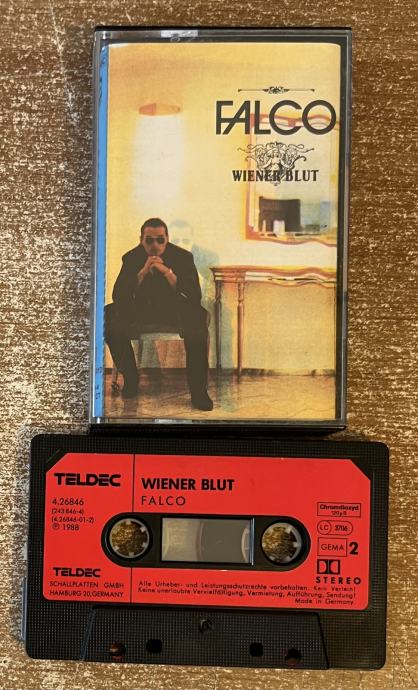 FALCO
WIENER BLUT
TELDEC
WIENER BLUT
FALCO
4.26846
(243 846-4)
(4.26846-01-2)
℗ 1988
Chromdioxyd
120µS
LC 3706
GEMA 2
STEREO
TELDEC
SCHALLPLATTEN GMBH
HAMBURG 20, GERMANY
Alle Urheber- und Leistungsschutzrechte vorbehalten. Kein Verleih!
Keine unerlaubte Vervielfältigung, Vermietung, Aufführung, Sendung!
Made in Germany.